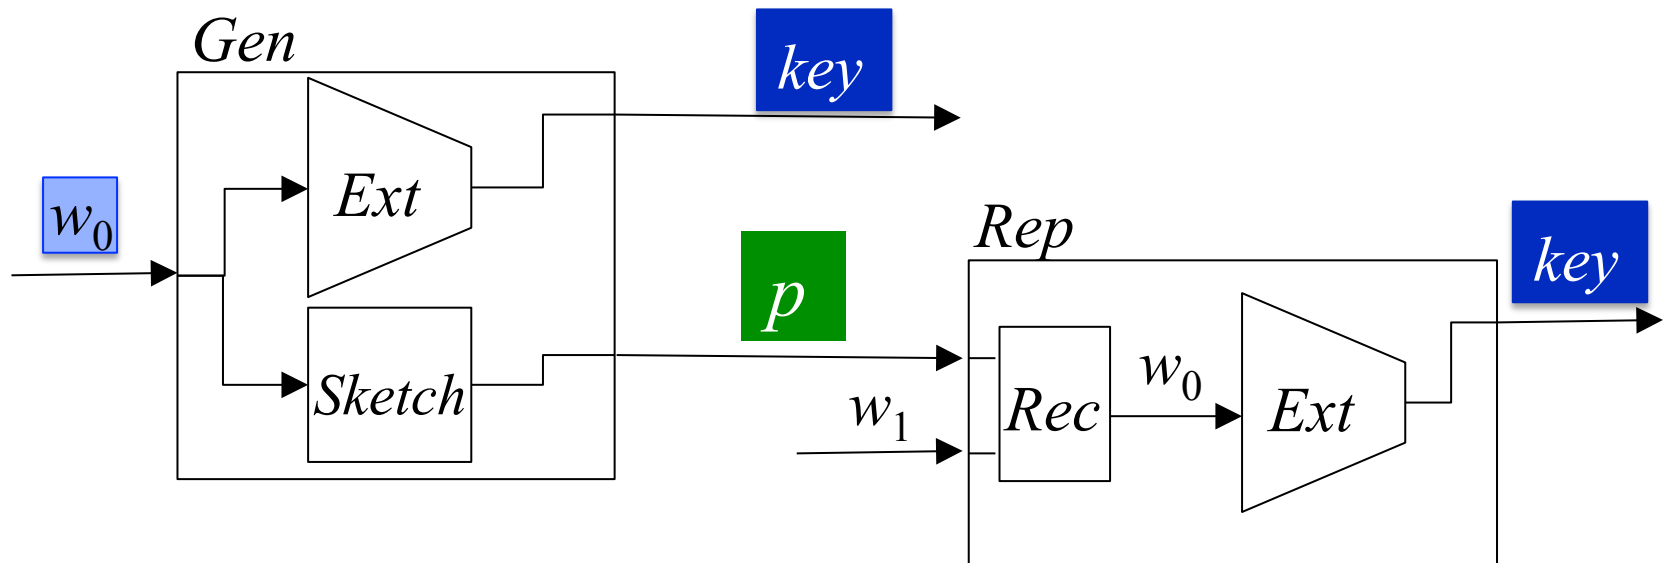 Gen
key
w₀
Ext
Rep
key
p
Sketch
w₁
Rec
w₀
Ext